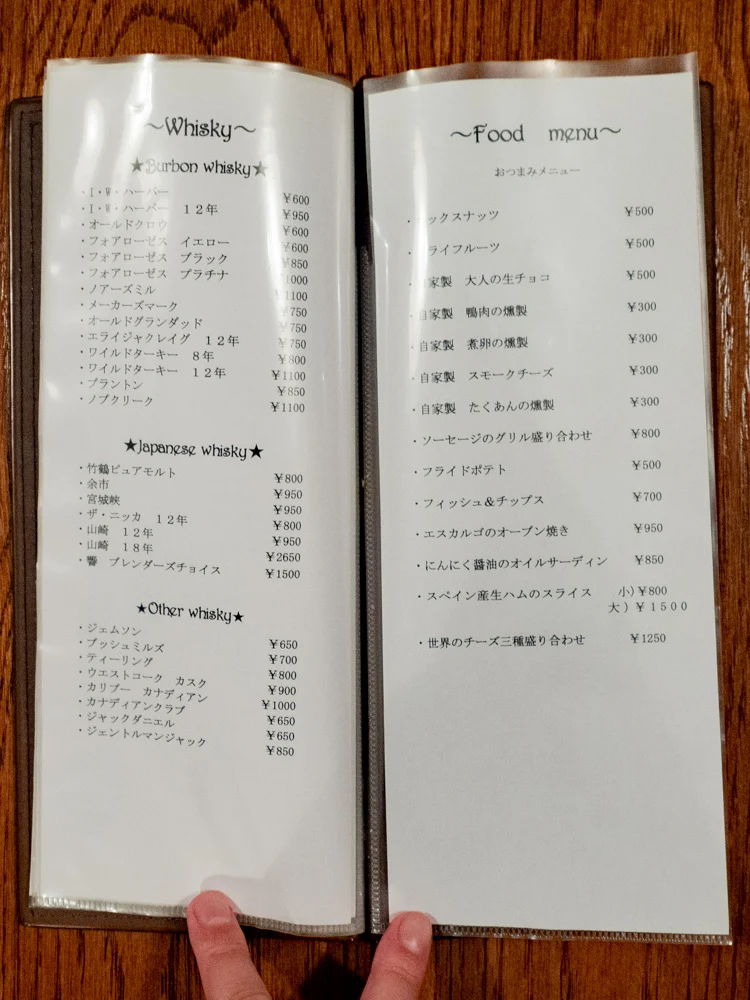 ～Whisky～
★Burbon whisky★
・I・W・ハーパー ¥600
・I・W・ハーパー 12年 ¥950
・オールドクロウ ¥600
・フォアローゼス イエロー ¥600
・フォアローゼス ブラック ¥850
・フォアローゼス プラチナ 1000
・ノアーズミル 1100
・メーカーズマーク ¥750
・オールドグランダッド ¥750
・エライジャクレイグ 12年 ¥750
・ワイルドターキー 8年 ¥800
・ワイルドターキー 12年 ¥1100
・ブラントン ¥850
・ノブクリーク ¥1100
★Japanese whisky★
・竹鶴ピュアモルト ¥800
・余市 ¥950
・宮城峡 ¥950
・ザ・ニッカ 12年 ¥800
・山崎 12年 ¥950
・山崎 18年 ¥2650
・響 ブレンダーズチョイス ¥1500
★Other whisky★
・ジェムソン ¥650
・ブッシュミルズ ¥700
・ティーリング ¥800
・ウエストコーク カスク ¥900
・カリブー カナディアン ¥1000
・カナディアンクラブ ¥650
・ジャックダニエル ¥650
・ジェントルマンジャック ¥850
～Food menu～
おつまみメニュー
・ックスナッツ ¥500
・ライフルーツ ¥500
自家製 大人の生チョコ ¥500
・自家製 鴨肉の燻製 ¥300
・自家製 煮卵の燻製 ¥300
・自家製 スモークチーズ ¥300
・自家製 たくあんの燻製 ¥300
・ソーセージのグリル盛り合わせ ¥800
・フライドポテト ¥500
・フィッシュ＆チップス ¥700
・エスカルゴのオーブン焼き ¥950
・にんにく醤油のオイルサーディン ¥850
・スペイン産生ハムのスライス 小）¥800
大）¥１５００
・世界のチーズ三種盛り合わせ ¥1250